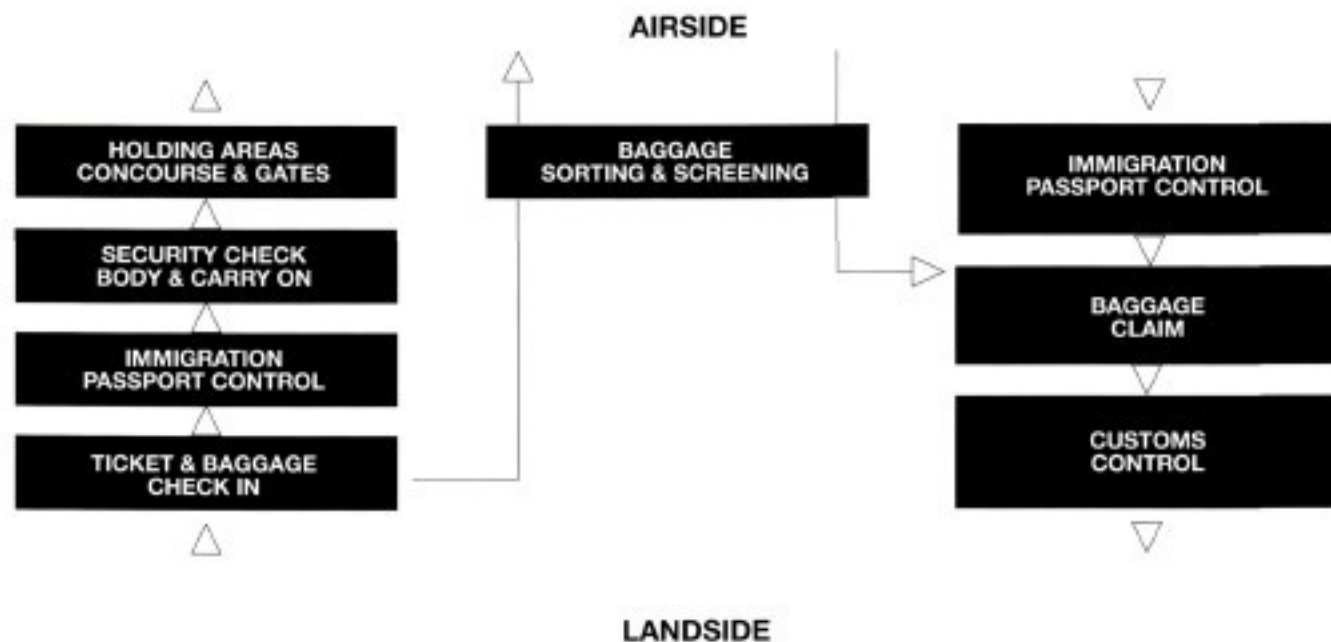 AIRSIDE
HOLDING AREAS
CONCOURSE & GATES
SECURITY CHECK
BODY & CARRY ON
IMMIGRATION
PASSPORT CONTROL
TICKET & BAGGAGE
CHECK IN
BAGGAGE
SORTING & SCREENING
IMMIGRATION
PASSPORT CONTROL
BAGGAGE
CLAIM
CUSTOMS
CONTROL
LANDSIDE